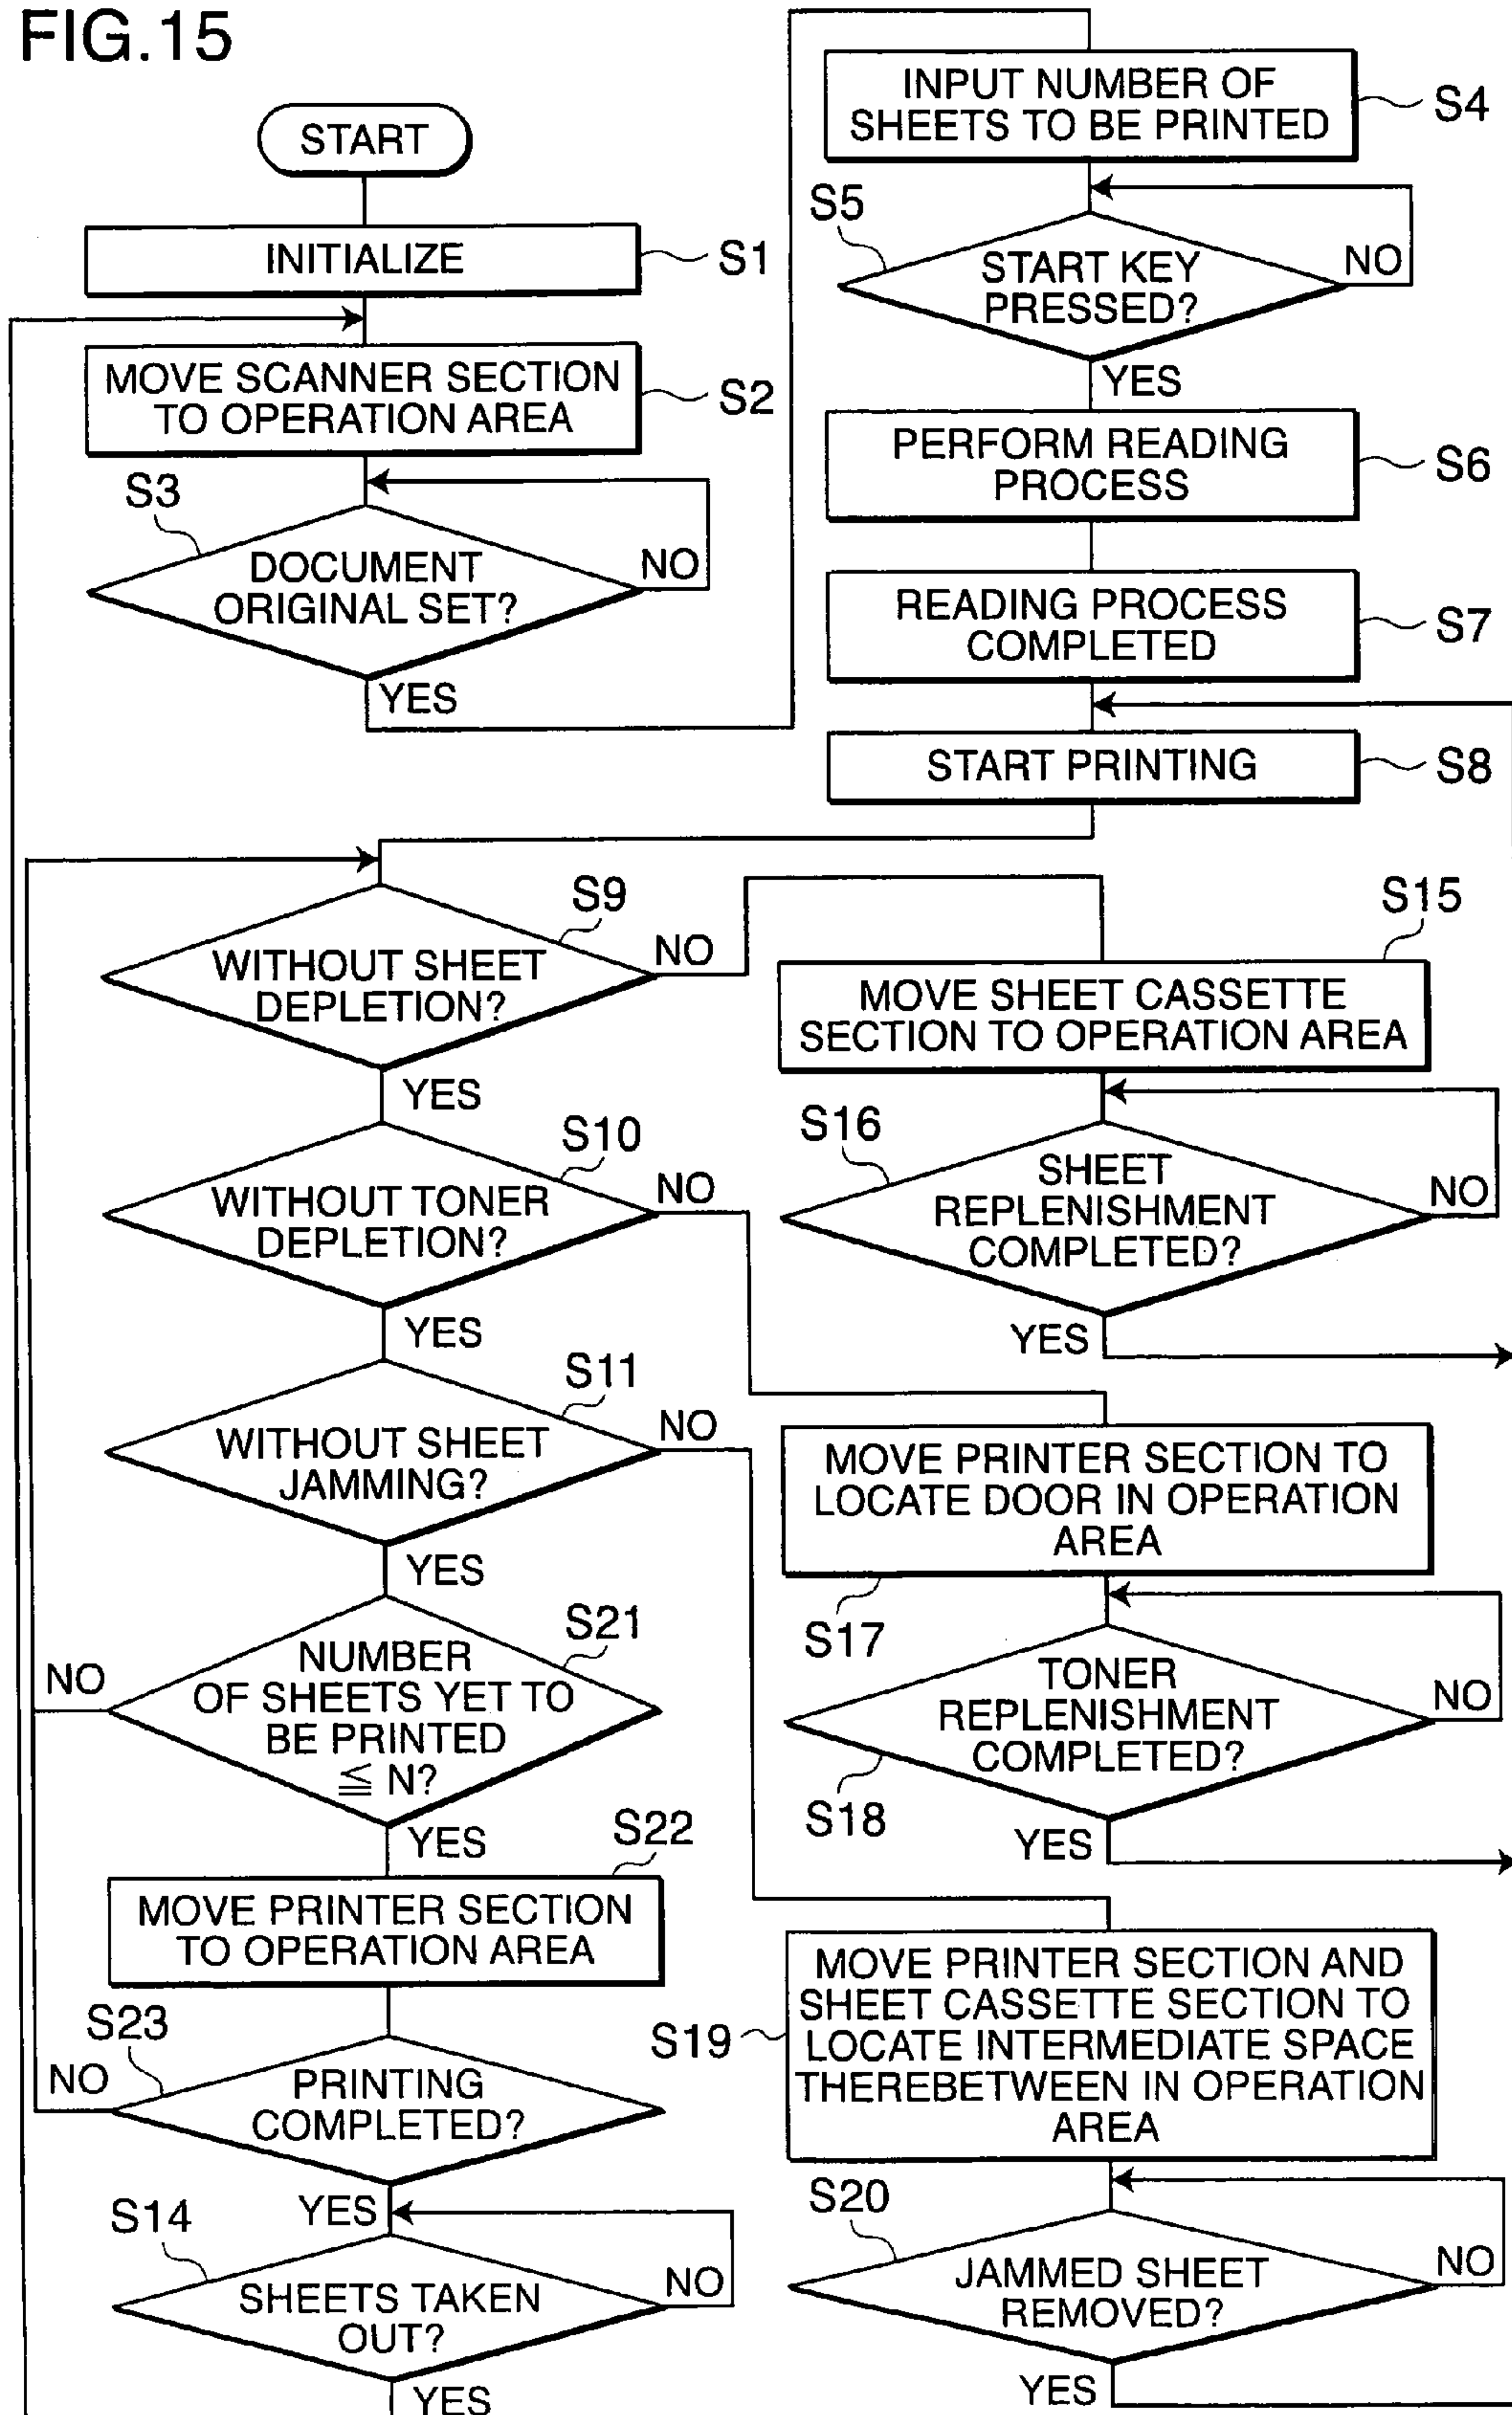 FIG.15
START
INITIALIZE
S1
MOVE SCANNER SECTION
TO OPERATION AREA
S2
S3
DOCUMENT
ORIGINAL SET?
NO
YES
INPUT NUMBER OF
SHEETS TO BE PRINTED
S4
S5
START KEY
PRESSED?
NO
YES
PERFORM READING
PROCESS
S6
READING PROCESS
COMPLETED
S7
START PRINTING
S8
S9
WITHOUT SHEET
DEPLETION?
NO
YES
S10
WITHOUT TONER
DEPLETION?
NO
YES
S11
WITHOUT SHEET
JAMMING?
NO
YES
S21
NUMBER
OF SHEETS YET TO
BE PRINTED
≦ N?
NO
YES
S22
MOVE PRINTER SECTION
TO OPERATION AREA
S23
PRINTING
COMPLETED?
NO
YES
S14
SHEETS TAKEN
OUT?
NO
YES
S15
MOVE SHEET CASSETTE
SECTION TO OPERATION AREA
S16
SHEET
REPLENISHMENT
COMPLETED?
NO
YES
MOVE PRINTER SECTION TO
LOCATE DOOR IN OPERATION
AREA
S17
TONER
REPLENISHMENT
COMPLETED?
NO
S18
YES
MOVE PRINTER SECTION AND
SHEET CASSETTE SECTION TO
LOCATE INTERMEDIATE SPACE
THEREBETWEEN IN OPERATION
AREA
S19
S20
JAMMED SHEET
REMOVED?
NO
YES